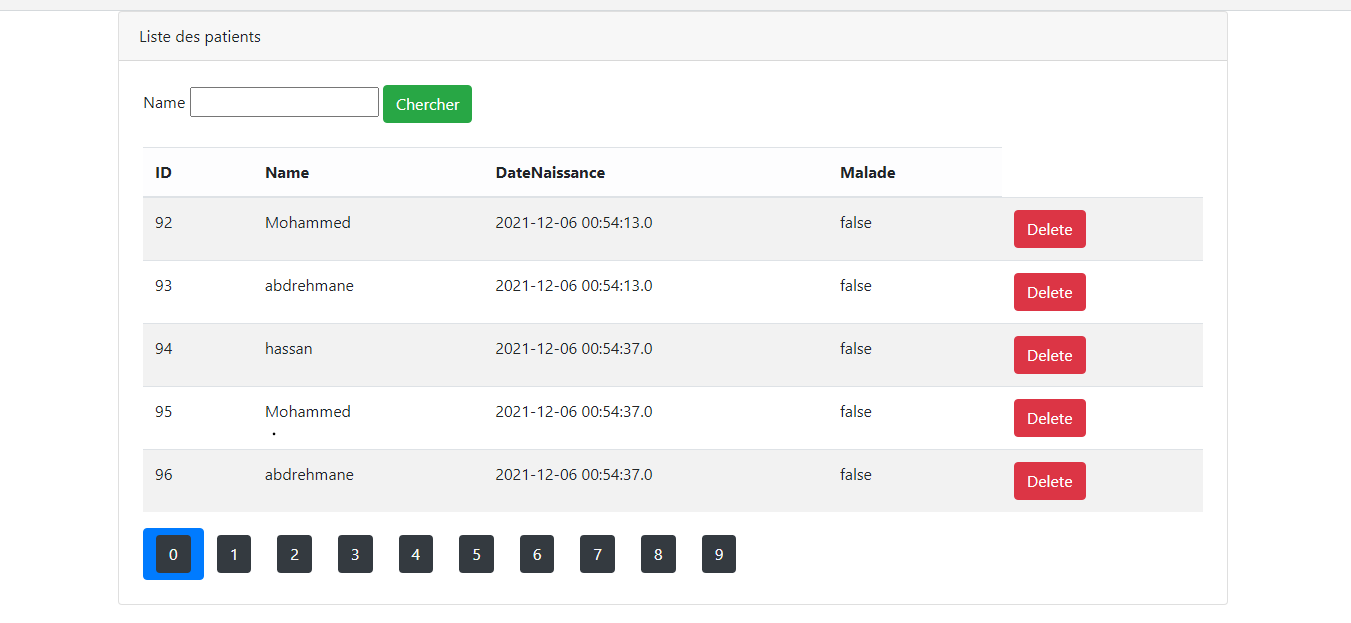 Liste des patients
Name Chercher
ID Name DateNaissance Malade
92 Mohammed 2021-12-06 00:54:13.0 false Delete
93 abdrehmane 2021-12-06 00:54:13.0 false Delete
94 hassan 2021-12-06 00:54:37.0 false Delete
95 Mohammed 2021-12-06 00:54:37.0 false Delete
96 abdrehmane 2021-12-06 00:54:37.0 false Delete
0 1 2 3 4 5 6 7 8 9